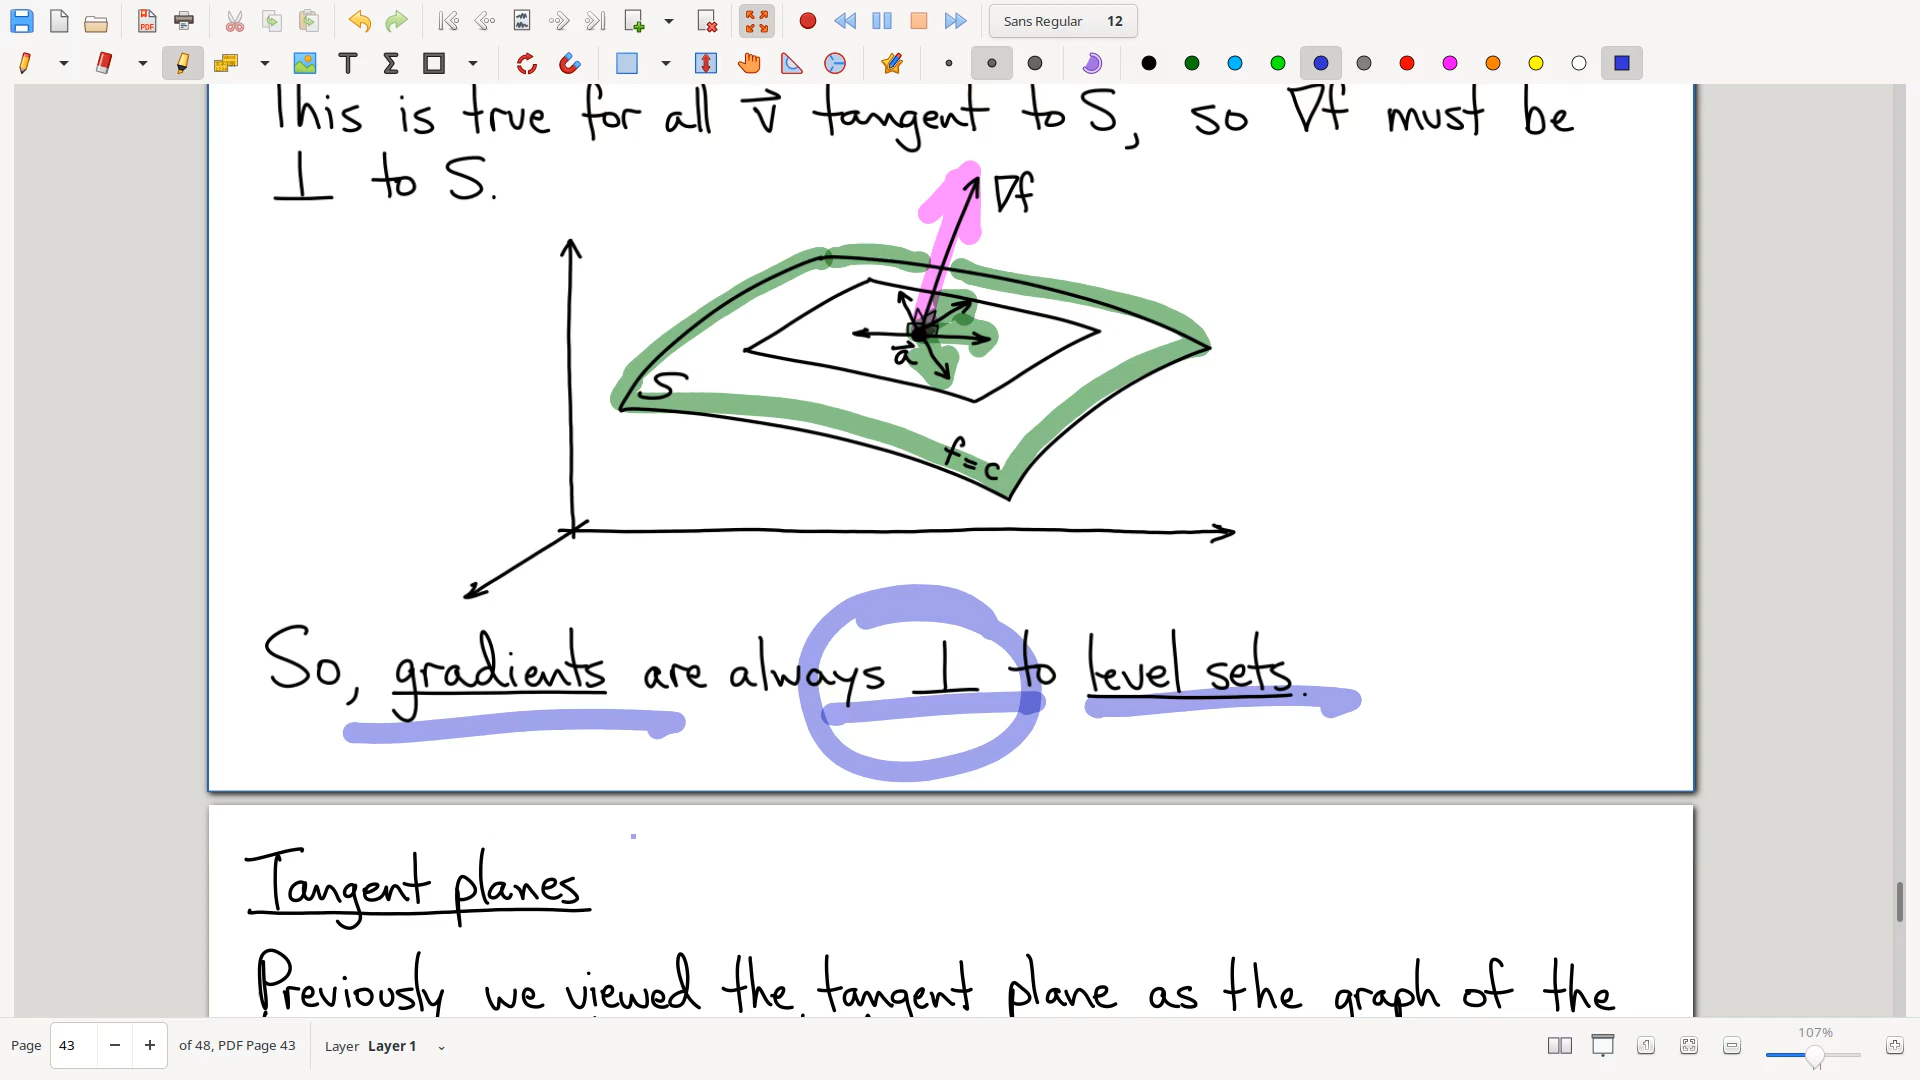 Sans Regular 12
This is true for all v⃗ tangent to S, so ∇f must be
⊥ to S.
∇f
a⃗
S
f=c
So, gradients are always ⊥ to level sets.
Tangent planes
Previously we viewed the tangent plane as the graph of the
Page 43 of 48, PDF Page 43 Layer Layer 1
107%